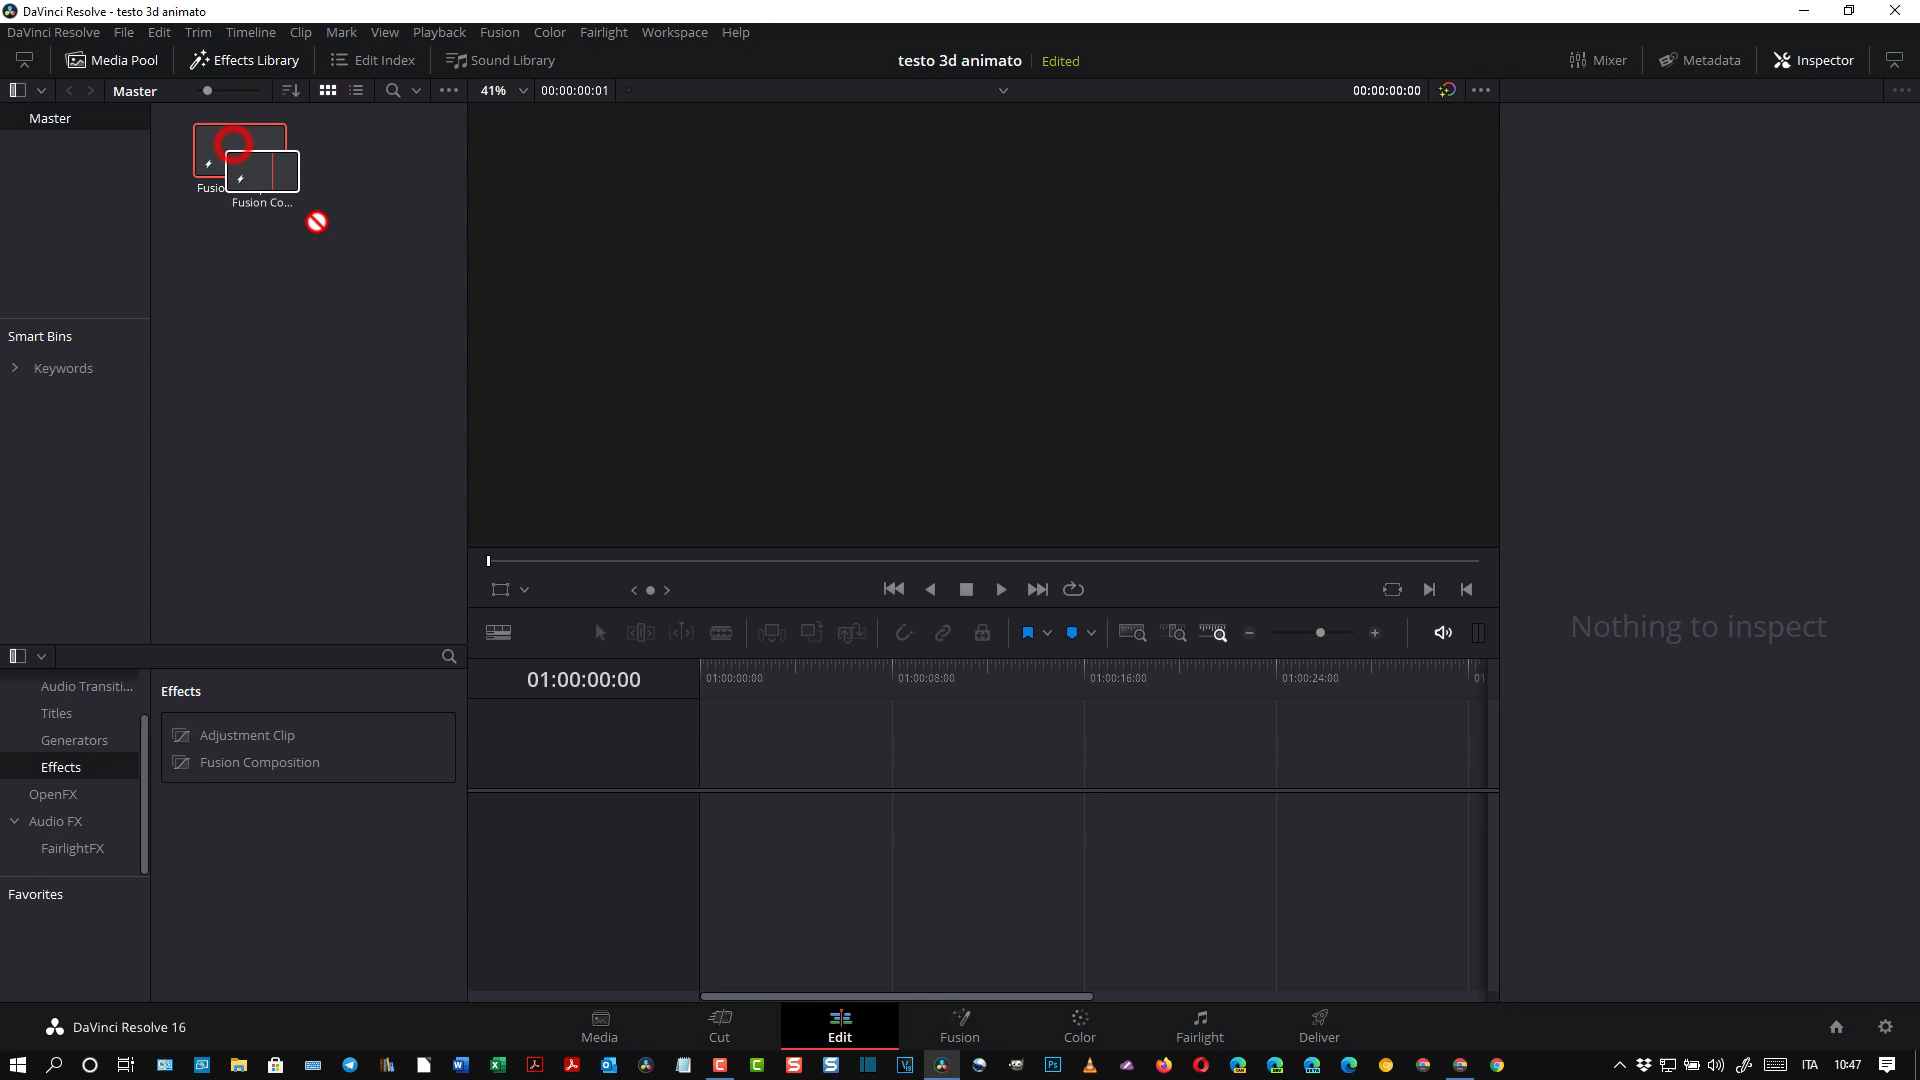 DaVinci Resolve - testo 3d animato
DaVinci Resolve File Edit Trim Timeline Clip Mark View Playback Fusion Color Fairlight Workspace Help
Media Pool Effects Library Edit Index Sound Library testo 3d animato Edited Mixer Metadata Inspector
Master 41% 00:00:00:01 00:00:00:00
Master
Fusio
Fusion Co...
Smart Bins
Keywords
Nothing to inspect
01:00:00:00 01:00:00:00 01:00:08:00 01:00:16:00 01:00:24:00 01
Audio Transiti... Effects
Titles
Adjustment Clip
Generators
Fusion Composition
Effects
OpenFX
Audio FX
FairlightFX
Favorites
DaVinci Resolve 16 Media Cut Edit Fusion Color Fairlight Deliver
ITA 10:47